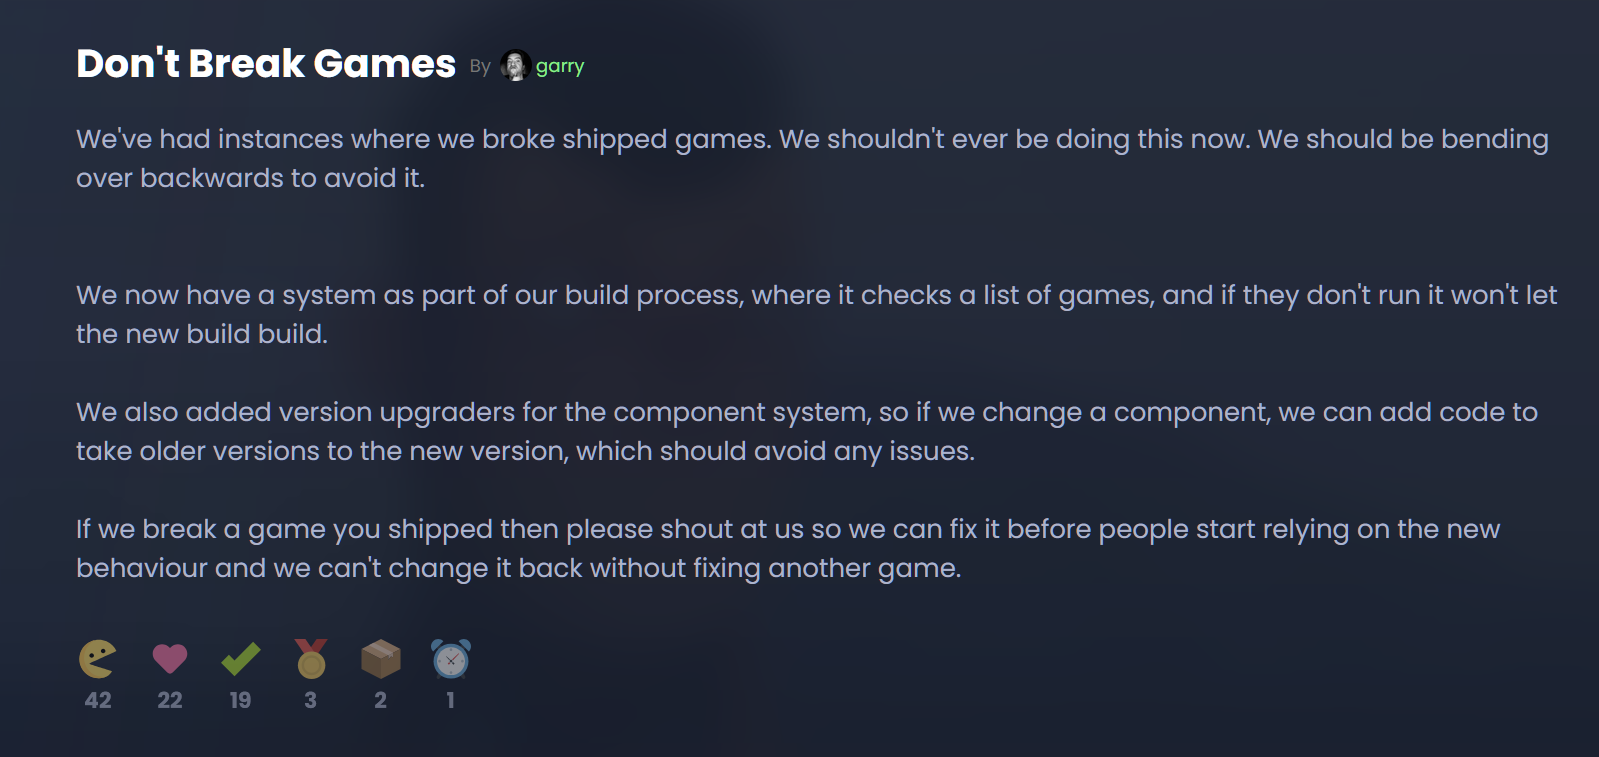 Don't Break Games By garry
We've had instances where we broke shipped games. We shouldn't ever be doing this now. We should be bending
over backwards to avoid it.
We now have a system as part of our build process, where it checks a list of games, and if they don't run it won't let
the new build build.
We also added version upgraders for the component system, so if we change a component, we can add code to
take older versions to the new version, which should avoid any issues.
If we break a game you shipped then please shout at us so we can fix it before people start relying on the new
behaviour and we can't change it back without fixing another game.
42 22 19 3 2 1